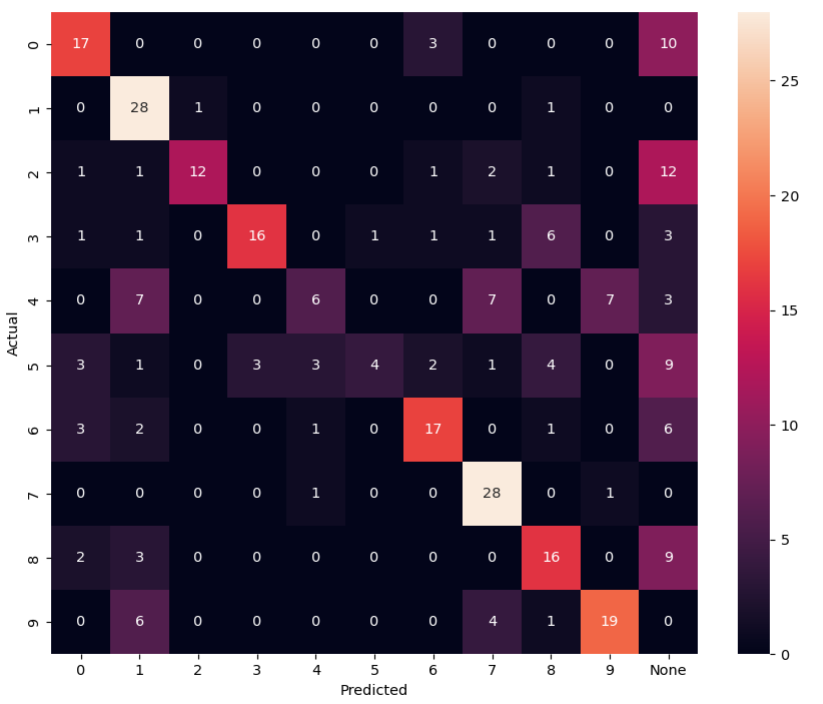 0 17 0 0 0 0 0 3 0 0 0 10
1 0 28 1 0 0 0 0 0 1 0 0
2 1 1 12 0 0 0 1 2 1 0 12
3 1 1 0 16 0 1 1 1 6 0 3
4 0 7 0 0 6 0 0 7 0 7 3
5 3 1 0 3 3 4 2 1 4 0 9
6 3 2 0 0 1 0 17 0 1 0 6
7 0 0 0 0 1 0 0 28 0 1 0
8 2 3 0 0 0 0 0 0 16 0 9
9 0 6 0 0 0 0 0 4 1 19 0
0 1 2 3 4 5 6 7 8 9 None
Predicted
Actual
25
20
15
10
5
0